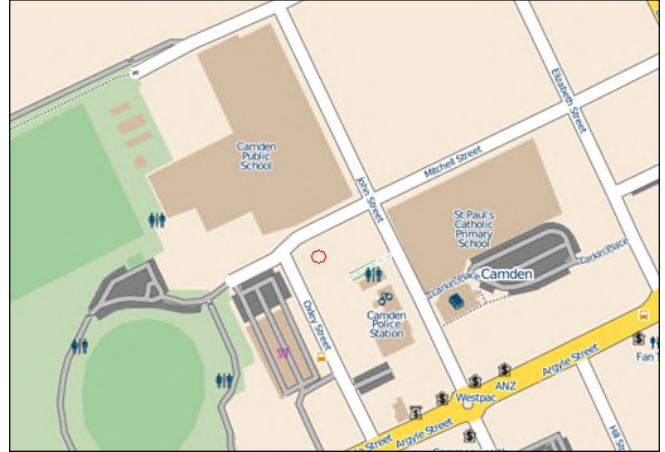 Camden
Public
School
Elizabeth Street
Mitchell Street
John Street
St Paul's
Catholic
Primary
School
Larkin Place
Camden
Larkin Place
Oxley Street
Camden
Police
Station
Argyle Street
Fan
ANZ
Westpac
Argyle Street
Street
Hill